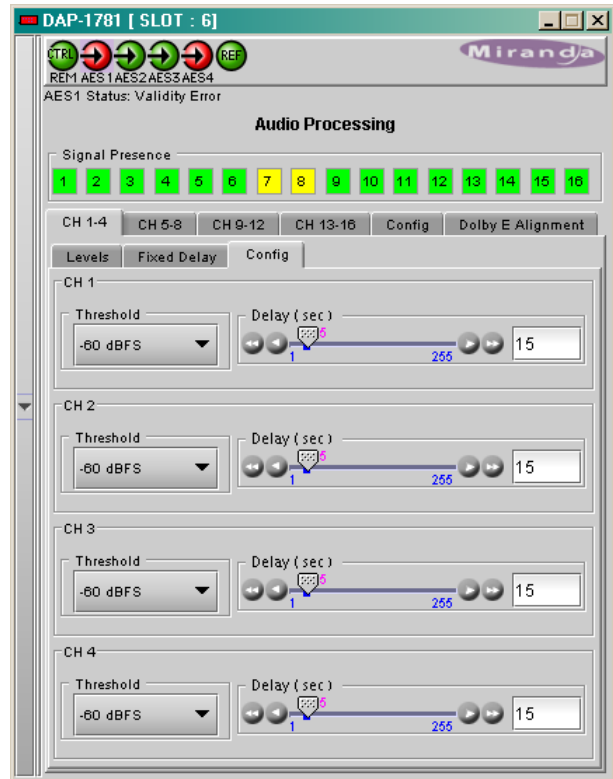 DAP-1781 [ SLOT : 6]
CTRL REF Miranda
REM AES1 AES2 AES3 AES4
AES1 Status: Validity Error
Audio Processing
Signal Presence
1 2 3 4 5 6 7 8 9 10 11 12 13 14 15 16
CH 1-4 CH 5-8 CH 9-12 CH 13-16 Config Dolby E Alignment
Levels Fixed Delay Config
CH 1
Threshold Delay ( sec )
-60 dBFS 5 15
1 255
CH 2
Threshold Delay ( sec )
-60 dBFS 5 15
1 255
CH 3
Threshold Delay ( sec )
-60 dBFS 5 15
1 255
CH 4
Threshold Delay ( sec )
-60 dBFS 5 15
1 255